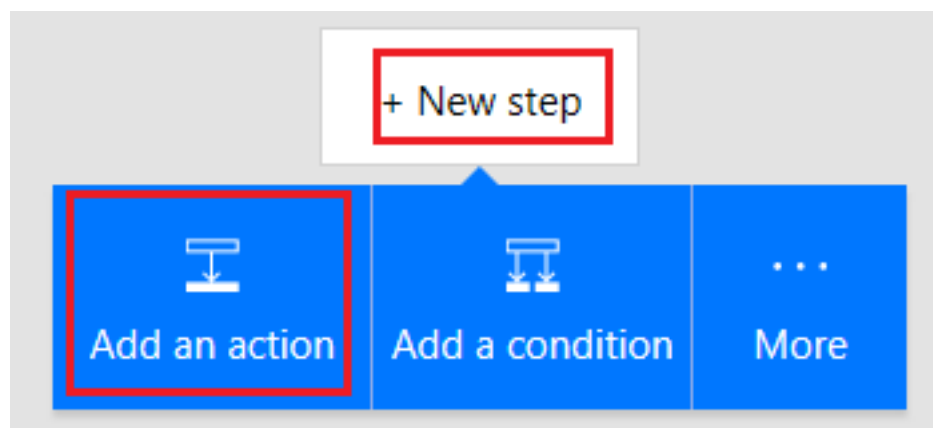 + New step
Add an action
Add a condition
... More